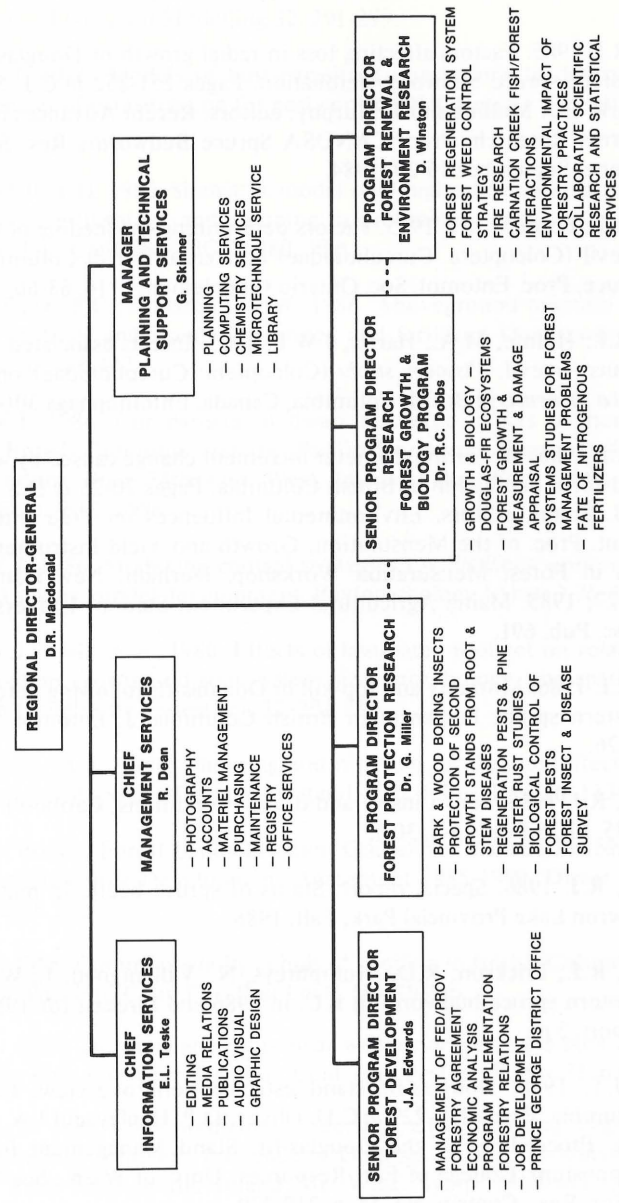 REGIONAL DIRECTOR-GENERAL
D.R. Macdonald
CHIEF
INFORMATION SERVICES
E.L. Teske
– EDITING
– MEDIA RELATIONS
– PUBLICATIONS
– AUDIO VISUAL
– GRAPHIC DESIGN
CHIEF
MANAGEMENT SERVICES
R. Dean
– PHOTOGRAPHY
– ACCOUNTS
– MATERIEL MANAGEMENT
– PURCHASING
– MAINTENANCE
– REGISTRY
– OFFICE SERVICES
MANAGER
PLANNING AND TECHNICAL
SUPPORT SERVICES
G. Skinner
– PLANNING
– COMPUTING SERVICES
– CHEMISTRY SERVICES
– MICROTECHNIQUE SERVICE
– LIBRARY
SENIOR PROGRAM DIRECTOR
FOREST DEVELOPMENT
J.A. Edwards
– MANAGEMENT OF FED/PROV.
FORESTRY AGREEMENT
– ECONOMIC ANALYSIS
– PROGRAM IMPLEMENTATION
– FORESTRY RELATIONS
– JOB DEVELOPMENT
– PRINCE GEORGE DISTRICT OFFICE
PROGRAM DIRECTOR
FOREST PROTECTION RESEARCH
Dr. G. Miller
– BARK & WOOD BORING INSECTS
– PROTECTION OF SECOND
GROWTH STANDS FROM ROOT &
STEM DISEASES
– REGENERATION PESTS & PINE
BLISTER RUST STUDIES
– BIOLOGICAL CONTROL OF
FOREST PESTS
– FOREST INSECT & DISEASE
SURVEY
SENIOR PROGRAM DIRECTOR
RESEARCH
FOREST GROWTH &
BIOLOGY PROGRAM
Dr. R.C. Dobbs
– GROWTH & BIOLOGY
DOUGLAS-FIR ECOSYSTEMS
– FOREST GROWTH &
MEASUREMENT & DAMAGE
APPRAISAL
– SYSTEMS STUDIES FOR FOREST
MANAGEMENT PROBLEMS
– FATE OF NITROGENOUS
FERTILIZERS
PROGRAM DIRECTOR
FOREST RENEWAL &
ENVIRONMENT RESEARCH
D. Winston
– FOREST REGENERATION SYSTEM
– FOREST WEED CONTROL
STRATEGY
– FIRE RESEARCH
– CARNATION CREEK FISH/FOREST
INTERACTIONS
– ENVIRONMENTAL IMPACT OF
FORESTRY PRACTICES
– COLLABORATIVE SCIENTIFIC
RESEARCH AND STATISTICAL
SERVICES